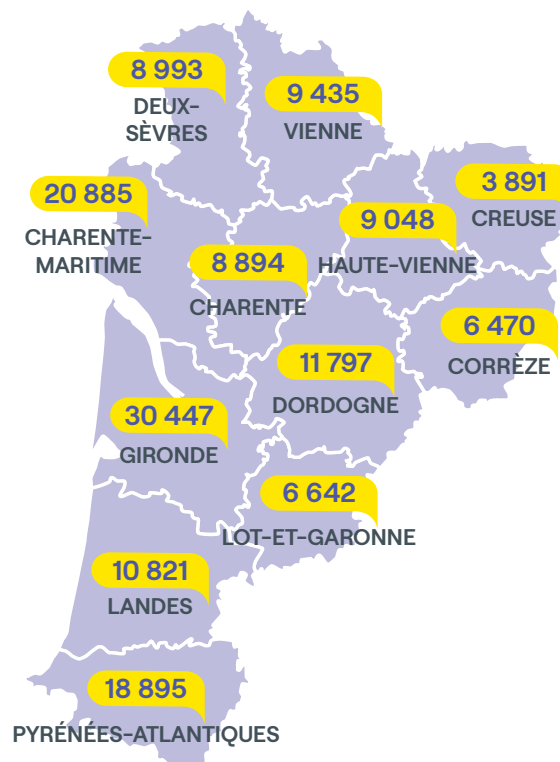 8 993
DEUX-
SÈVRES
9 435
VIENNE
3 891
CREUSE
20 885
CHARENTE-
MARITIME
9 048
HAUTE-VIENNE
8 894
CHARENTE
6 470
CORRÈZE
11 797
DORDOGNE
30 447
GIRONDE
6 642
LOT-ET-GARONNE
10 821
LANDES
18 895
PYRÉNÉES-ATLANTIQUES